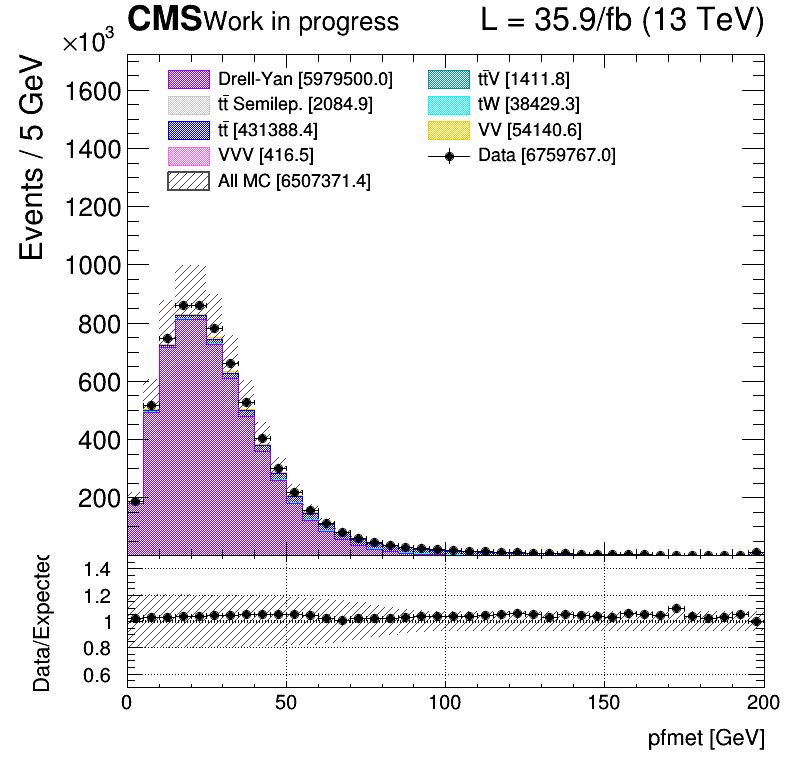 CMS Work in progress L = 35.9/fb (13 TeV)
×10³
Events / 5 GeV
1600
1400
1200
1000
800
600
400
200
Drell-Yan [5979500.0]
tt̄ Semilep. [2084.9]
tt̄ [431388.4]
VVV [416.5]
All MC [6507371.4]
tt̄V [1411.8]
tW [38429.3]
VV [54140.6]
Data [6759767.0]
Data/Expected
1.4
1.2
1
0.8
0.6
0 50 100 150 200
pfmet [GeV]